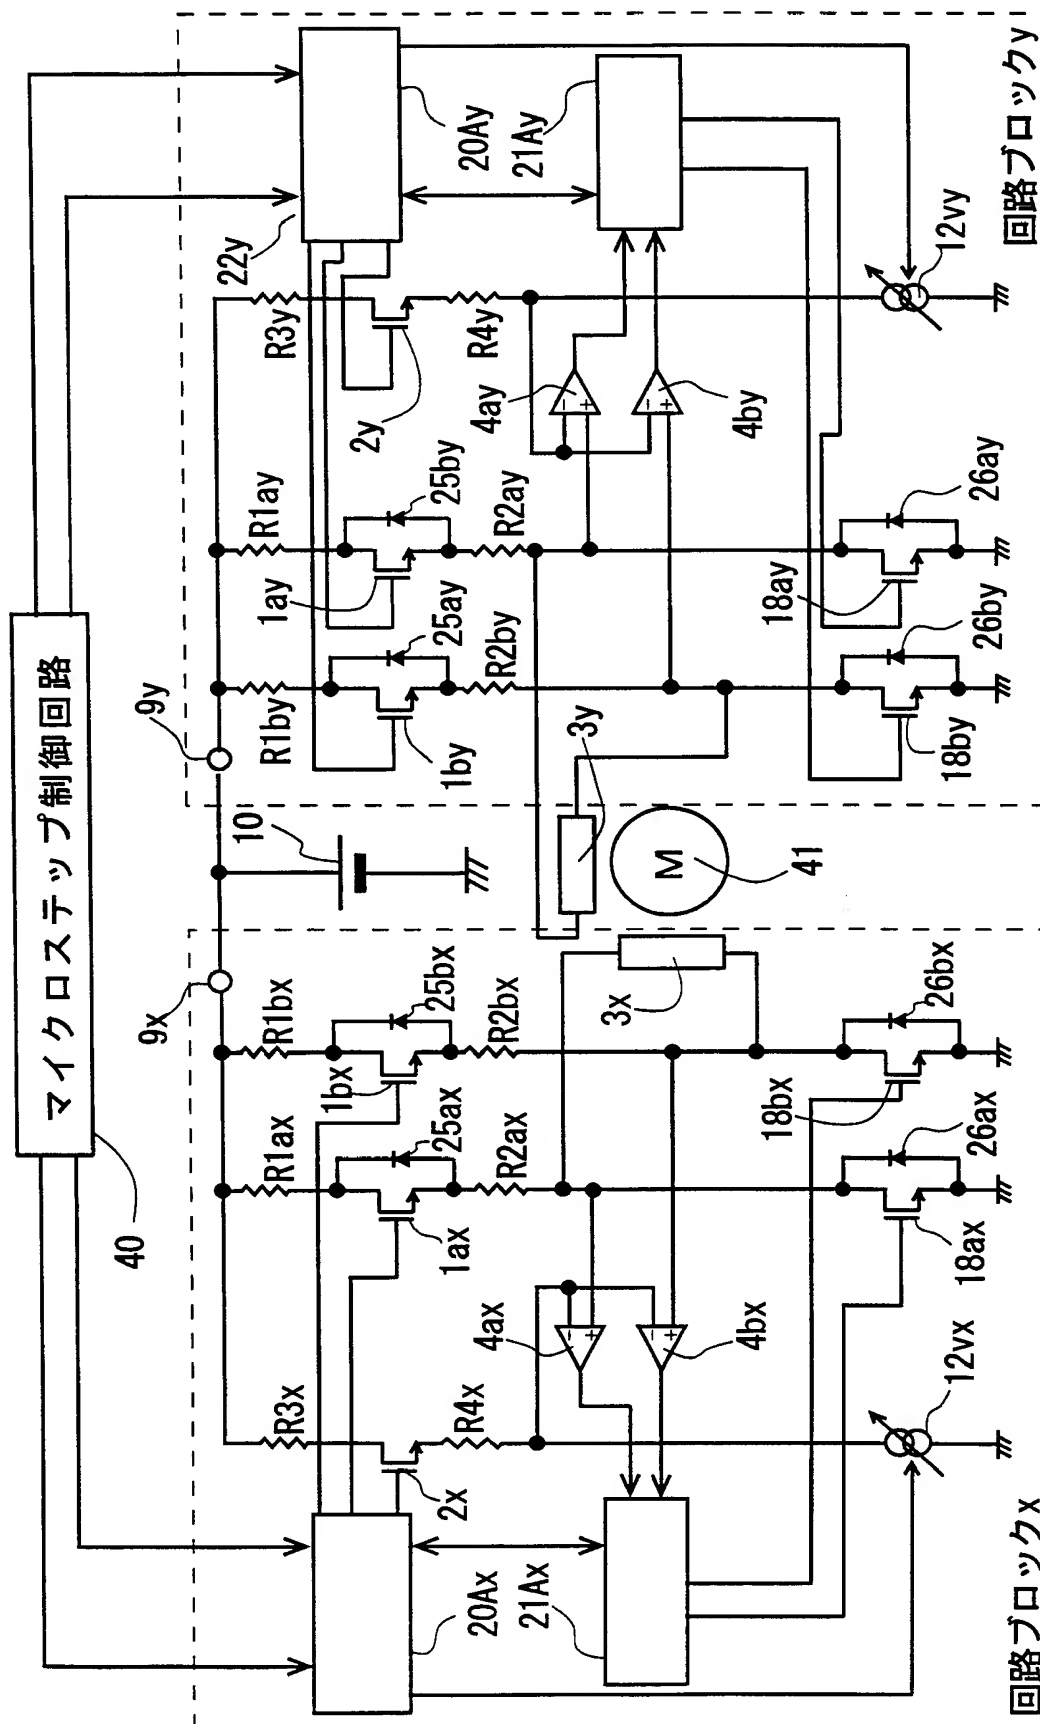 マイクロステップ制御回路
40
9x
9y
10
R3x
R1ax
R1bx
R1by
R1ay
R3y
22y
2x
1ax
25ax
1bx
25bx
1by
25ay
1ay
25by
2y
20Ax
20Ay
R4x
R2ax
R2bx
R2by
R2ay
R4y
21Ax
21Ay
4ax
- +
4bx
- +
4ay
- +
4by
- +
3x
3y
M
41
12vx
18ax
26ax
18bx
26bx
18by
26by
18ay
26ay
12vy
回路ブロックx
回路ブロックy